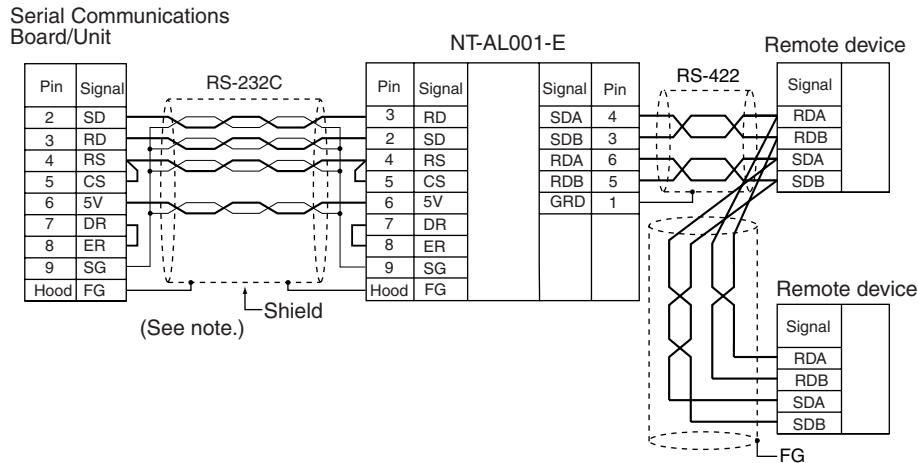 Serial Communications
Board/Unit
NT-AL001-E
Remote device
RS-232C
RS-422
Pin Signal
2 SD
3 RD
4 RS
5 CS
6 5V
7 DR
8 ER
9 SG
Hood FG
Pin Signal
3 RD
2 SD
4 RS
5 CS
6 5V
7 DR
8 ER
9 SG
Hood FG
Signal Pin
SDA 4
SDB 3
RDA 6
RDB 5
GRD 1
Signal
RDA
RDB
SDA
SDB
Shield
(See note.)
Remote device
Signal
RDA
RDB
SDA
SDB
FG